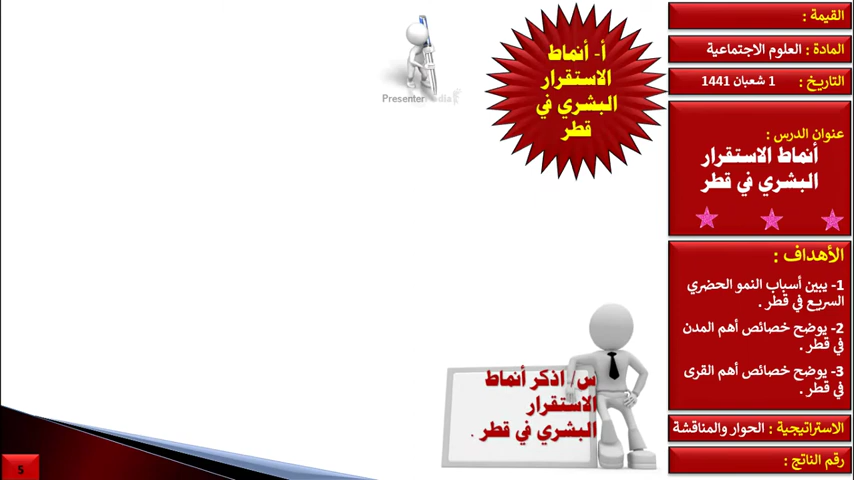 القيمة :
المادة : العلوم الاجتماعية
التاريخ : 1 شعبان 1441
عنوان الدرس :
أنماط الاستقرار
البشري في قطر
الأهداف :
1- يبين أسباب النمو الحضري
السريع في قطر .
2- يوضح خصائص أهم المدن
في قطر .
3- يوضح خصائص أهم القرى
في قطر .
الاستراتيجية : الحوار والمناقشة
رقم الناتج :
أ- أنماط
الاستقرار
البشري في
قطر
PresenterMedia
س/ اذكر أنماط
الاستقرار
البشري في قطر .
5